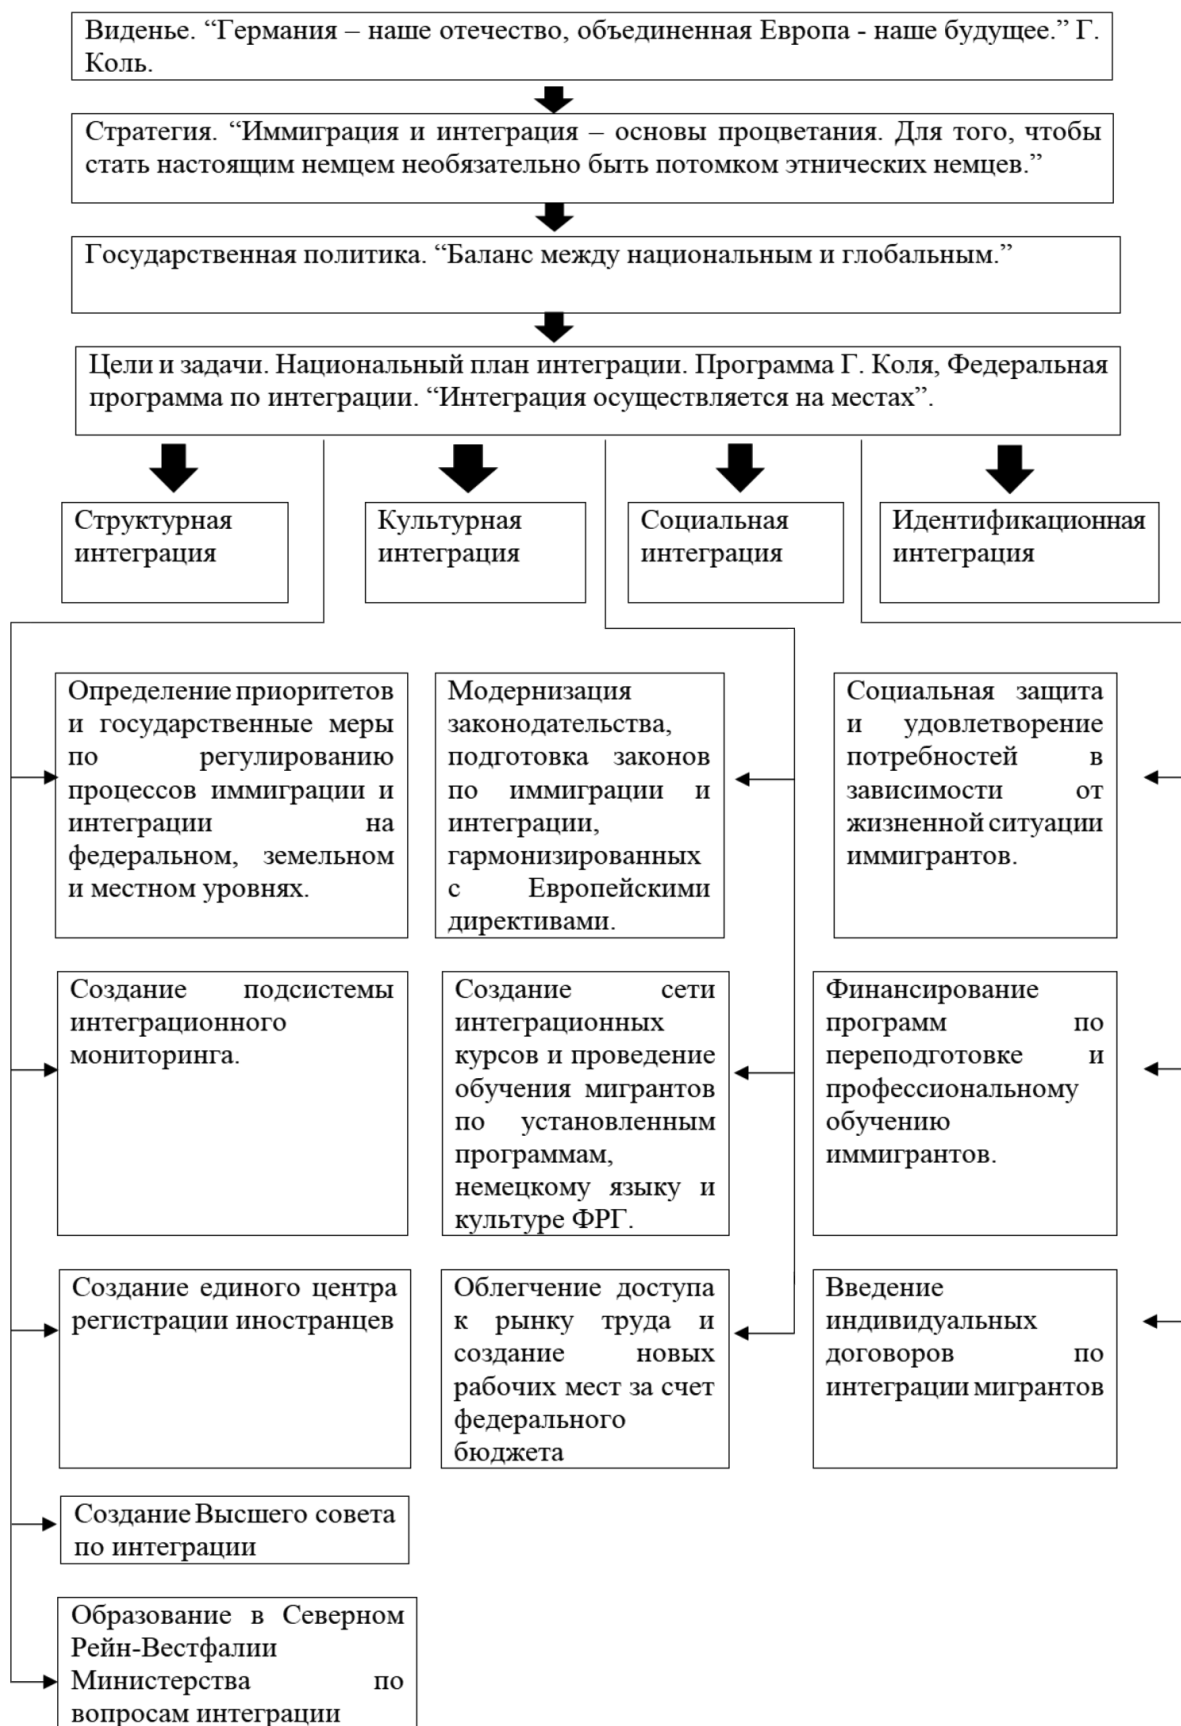 Виденье. “Германия – наше отечество, объединенная Европа - наше будущее.” Г.
Коль.
Стратегия. “Иммиграция и интеграция – основы процветания. Для того, чтобы
стать настоящим немцем необязательно быть потомком этнических немцев.”
Государственная политика. “Баланс между национальным и глобальным.”
Цели и задачи. Национальный план интеграции. Программа Г. Коля, Федеральная
программа по интеграции. “Интеграция осуществляется на местах”.
Структурная
интеграция
Культурная
интеграция
Социальная
интеграция
Идентификационная
интеграция
Определение приоритетов
и государственные меры
по регулированию
процессов иммиграции и
интеграции на
федеральном, земельном
и местном уровнях.
Модернизация
законодательства,
подготовка законов
по иммиграции и
интеграции,
гармонизированных
с Европейскими
директивами.
Социальная защита
и удовлетворение
потребностей в
зависимости от
жизненной ситуации
иммигрантов.
Создание подсистемы
интеграционного
мониторинга.
Создание сети
интеграционных
курсов и проведение
обучения мигрантов
по установленным
программам,
немецкому языку и
культуре ФРГ.
Финансирование
программ по
переподготовке и
профессиональному
обучению
иммигрантов.
Создание единого центра
регистрации иностранцев
Облегчение доступа
к рынку труда и
создание новых
рабочих мест за счет
федерального
бюджета
Введение
индивидуальных
договоров по
интеграции мигрантов
Создание Высшего совета
по интеграции
Образование в Северном
Рейн-Вестфалии
Министерства по
вопросам интеграции